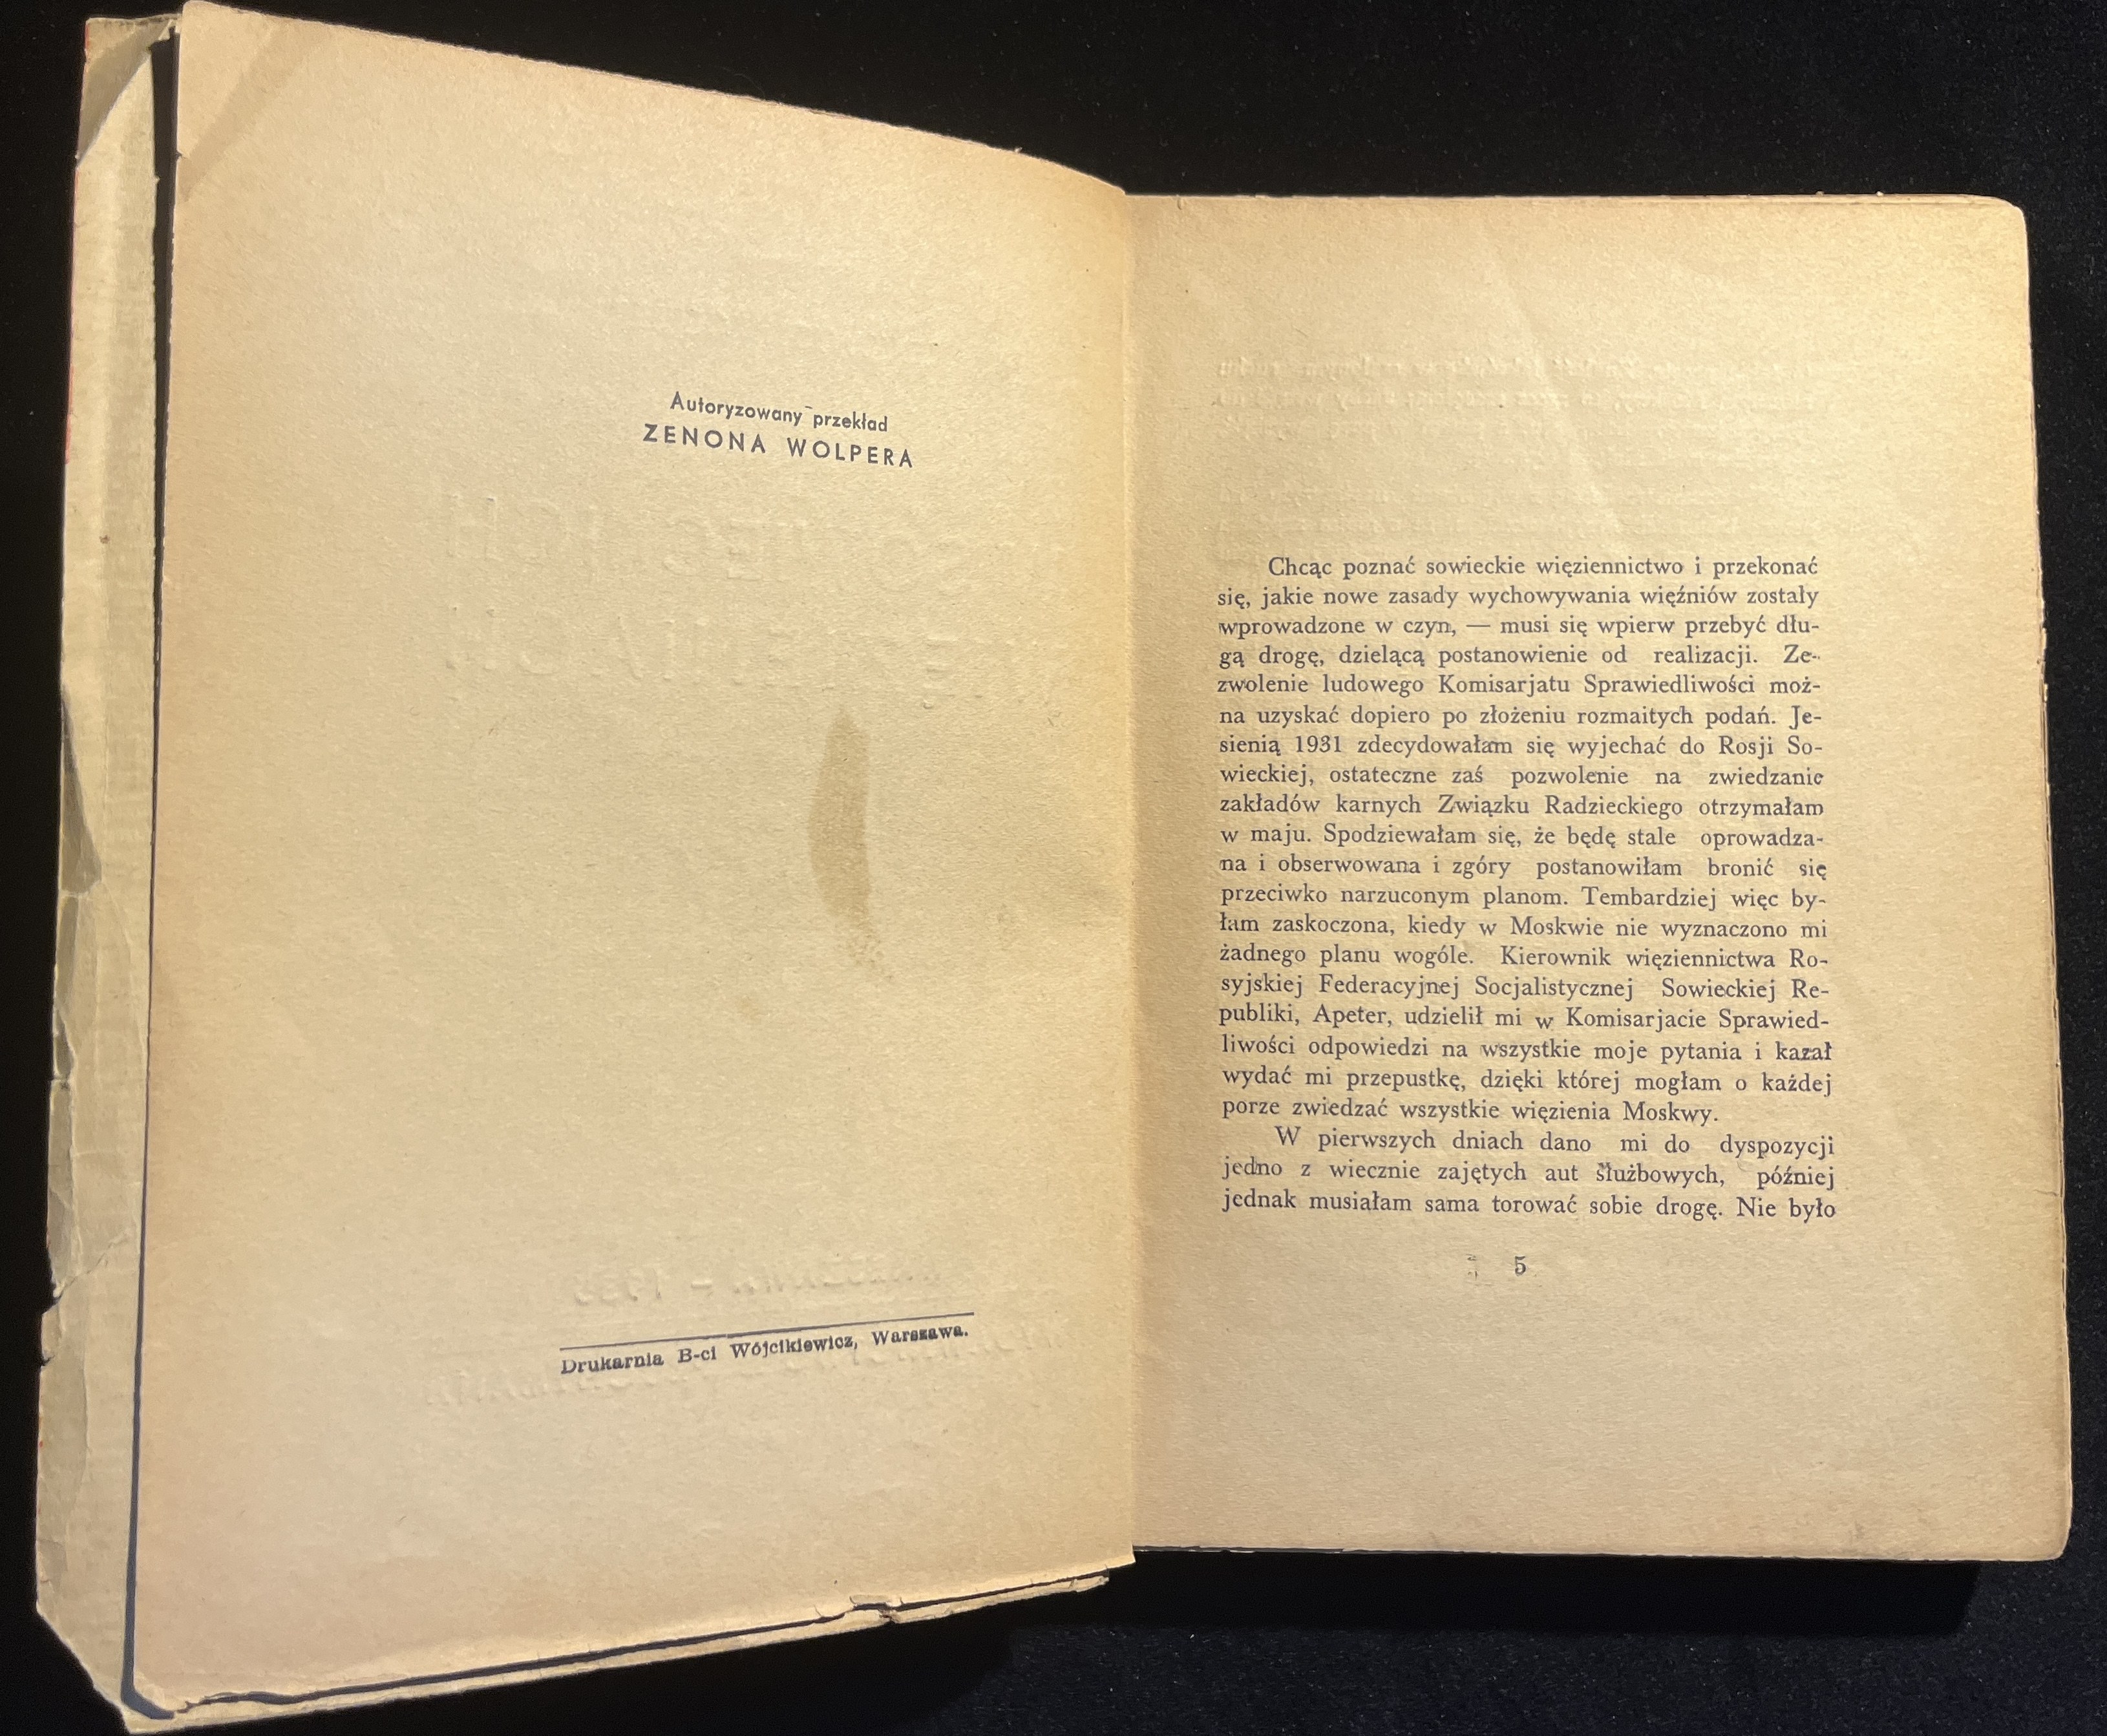 Autoryzowany przekład
ZENONA WOLPERA
Drukarnia B-ci Wójcikiewicz, Warszawa.
Chcąc poznać sowieckie więziennictwo i przekonać
się, jakie nowe zasady wychowywania więźniów zostały
wprowadzone w czyn, — musi się wpierw przebyć dłu-
gą drogę, dzielącą postanowienie od realizacji. Ze-
zwolenie ludowego Komisarjatu Sprawiedliwości moż-
na uzyskać dopiero po złożeniu rozmaitych podań. Je-
sienią 1931 zdecydowałam się wyjechać do Rosji So-
wieckiej, ostateczne zaś pozwolenie na zwiedzanie
zakładów karnych Związku Radzieckiego otrzymałam
w maju. Spodziewałam się, że będę stale oprowadza-
na i obserwowana i zgóry postanowiłam bronić się
przeciwko narzuconym planom. Tembardziej więc by-
łam zaskoczona, kiedy w Moskwie nie wyznaczono mi
żadnego planu wogóle. Kierownik więziennictwa Ro-
syjskiej Federacyjnej Socjalistycznej Sowieckiej Re-
publiki, Apeter, udzielił mi w Komisarjacie Sprawied-
liwości odpowiedzi na wszystkie moje pytania i kazał
wydać mi przepustkę, dzięki której mogłam o każdej
porze zwiedzać wszystkie więzienia Moskwy.
W pierwszych dniach dano mi do dyspozycji
jedno z wiecznie zajętych aut służbowych, później
jednak musiałam sama torować sobie drogę. Nie było
5